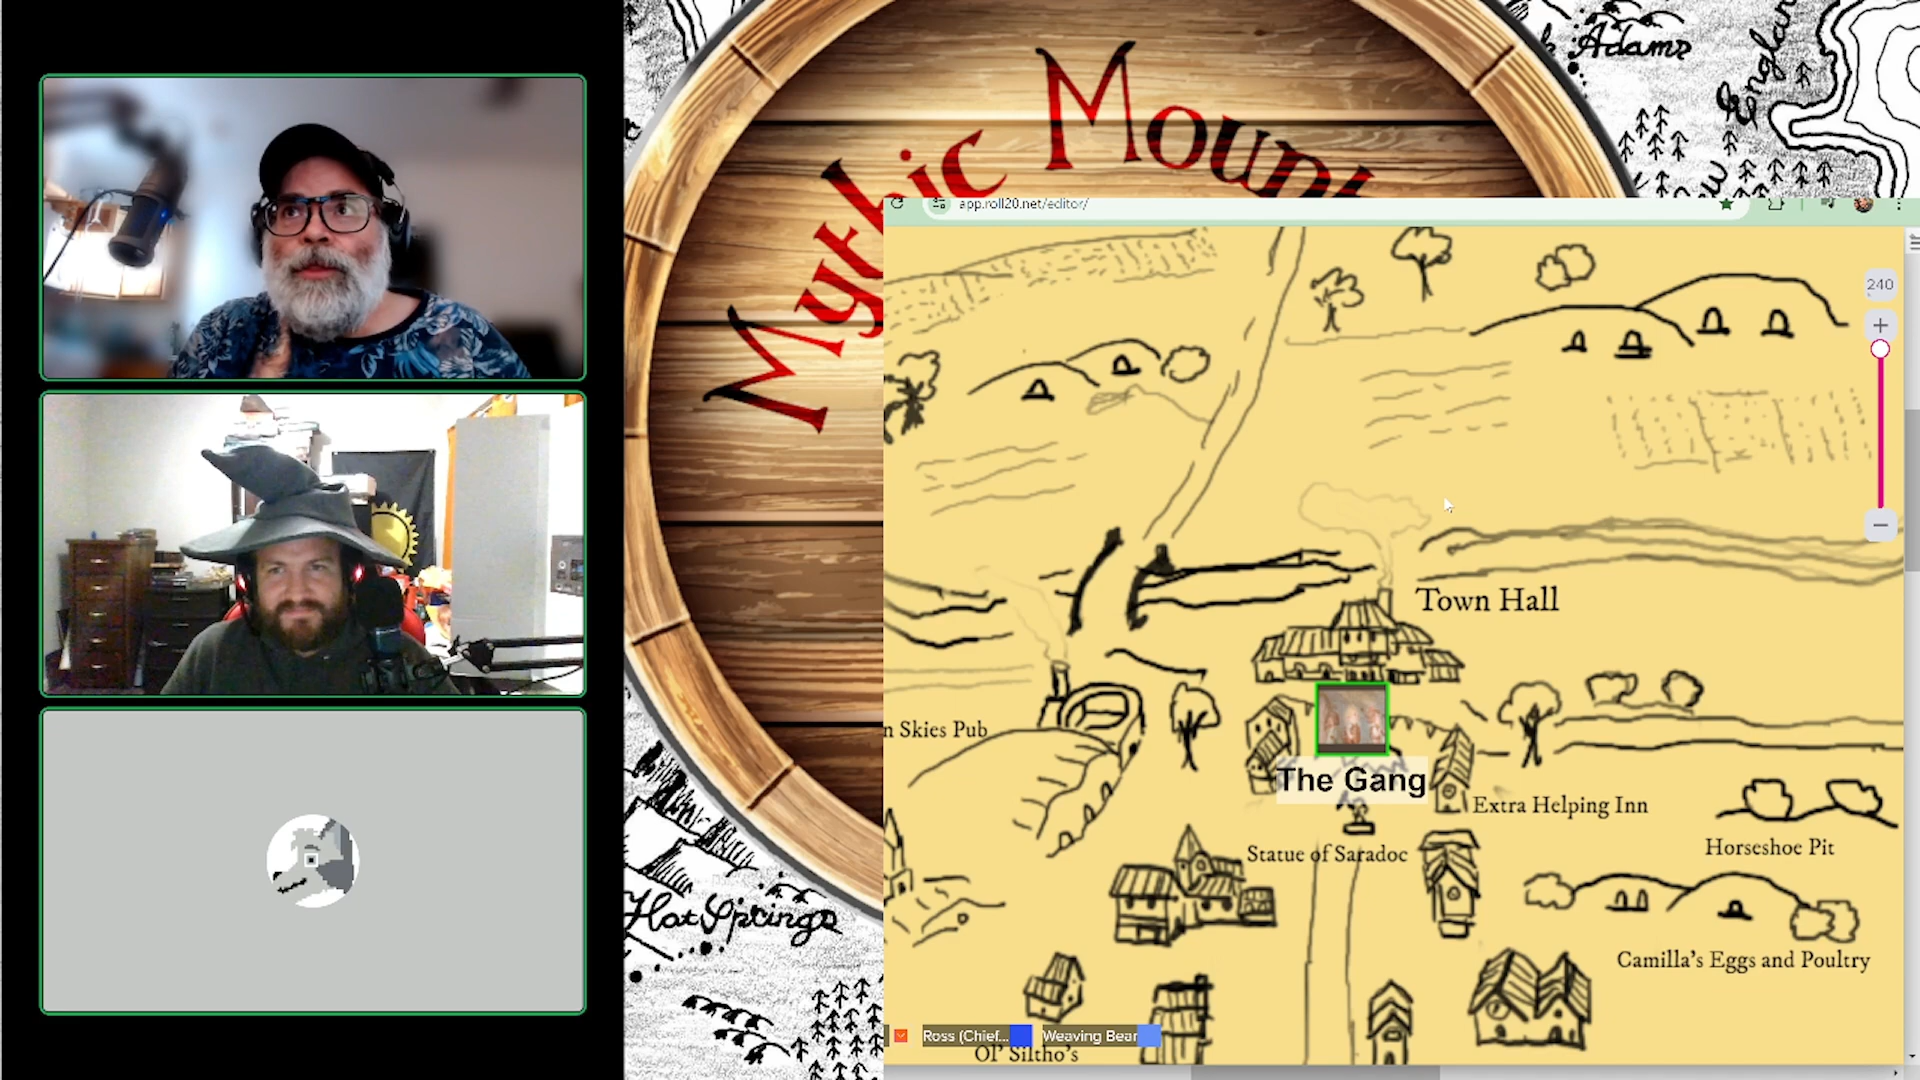 Mythic Mount
k Adams
Englan
app.roll20.net/editor/
240
Town Hall
n Skies Pub
The Gang
Extra Helping Inn
Statue of Saradoc
Horseshoe Pit
Hot Springs
Camilla's Eggs and Poultry
Ross (Chief...
Weaving Bear
Ol' Siltho's